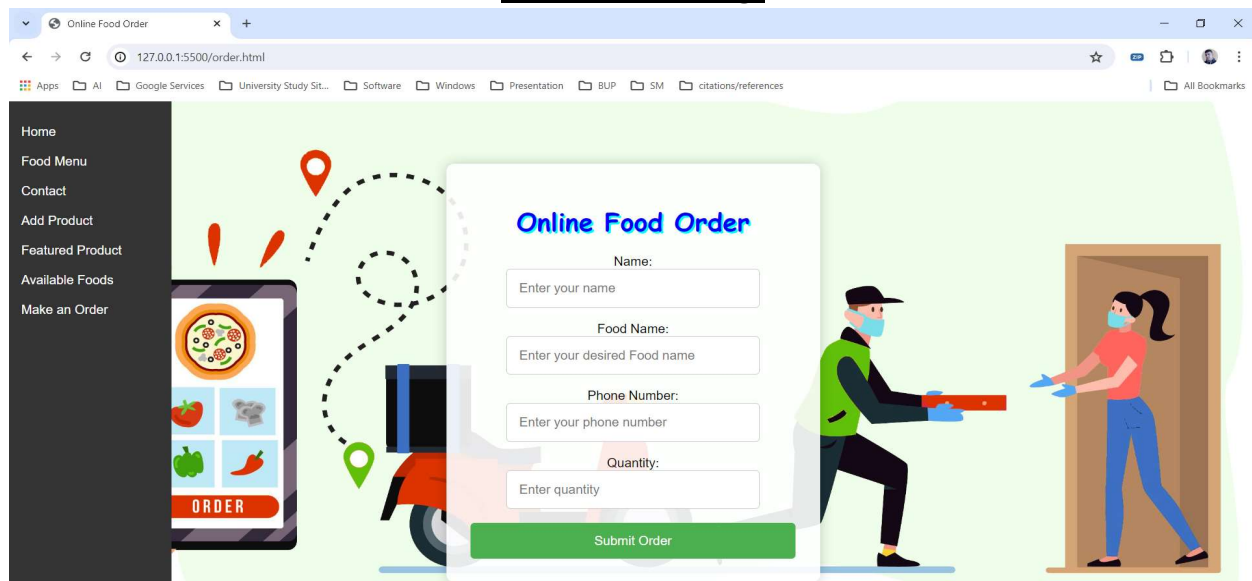 Online Food Order
127.0.0.1:5500/order.html
Apps AI Google Services University Study Sit... Software Windows Presentation BUP SM citations/references All Bookmarks
Home
Food Menu
Contact
Add Product
Featured Product
Available Foods
Make an Order
ORDER
Online Food Order
Name:
Enter your name
Food Name:
Enter your desired Food name
Phone Number:
Enter your phone number
Quantity:
Enter quantity
Submit Order